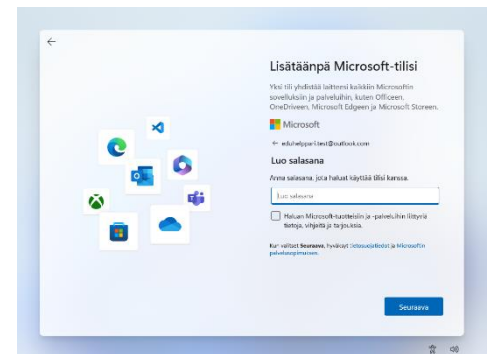 Lisätäänpä Microsoft-tilisi
Yksi tili yhdistää laitteesi kaikkiin Microsoftin
sovelluksiin ja palveluihin, kuten Officeen,
OneDriveen, Microsoft Edgeen ja Microsoft Storeen.
Microsoft
← eduhelppari.test@outlook.com
Luo salasana
Anna salasana, jota haluat käyttää tilisi kanssa.
Luo salasana
Haluan Microsoft-tuotteisiin ja -palveluihin liittyviä
tietoja, vihjeitä ja tarjouksia.
Kun valitset Seuraava, hyväksyt tietosuojatiedot ja Microsoftin
palvelusopimuksen.
Seuraava